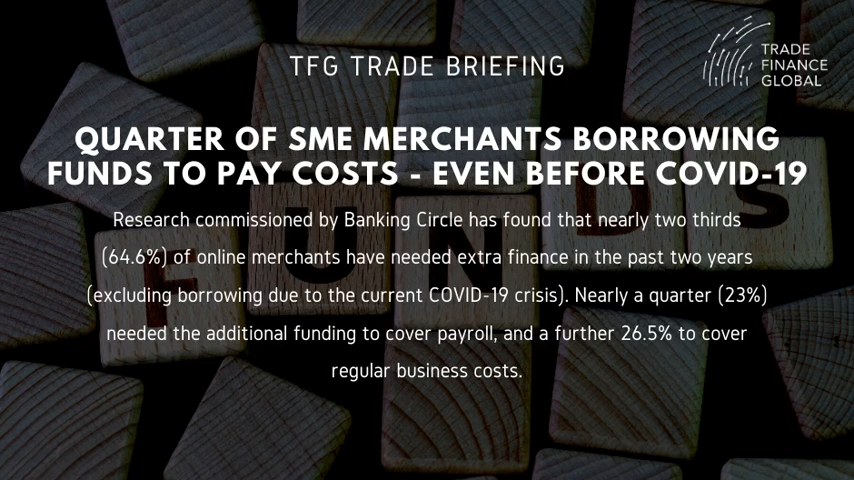 TFG TRADE BRIEFING
TRADE
FINANCE
GLOBAL
QUARTER OF SME MERCHANTS BORROWING
FUNDS TO PAY COSTS - EVEN BEFORE COVID-19
Research commissioned by Banking Circle has found that nearly two thirds
(64.6%) of online merchants have needed extra finance in the past two years
(excluding borrowing due to the current COVID-19 crisis). Nearly a quarter (23%)
needed the additional funding to cover payroll, and a further 26.5% to cover
regular business costs.
FUNDS